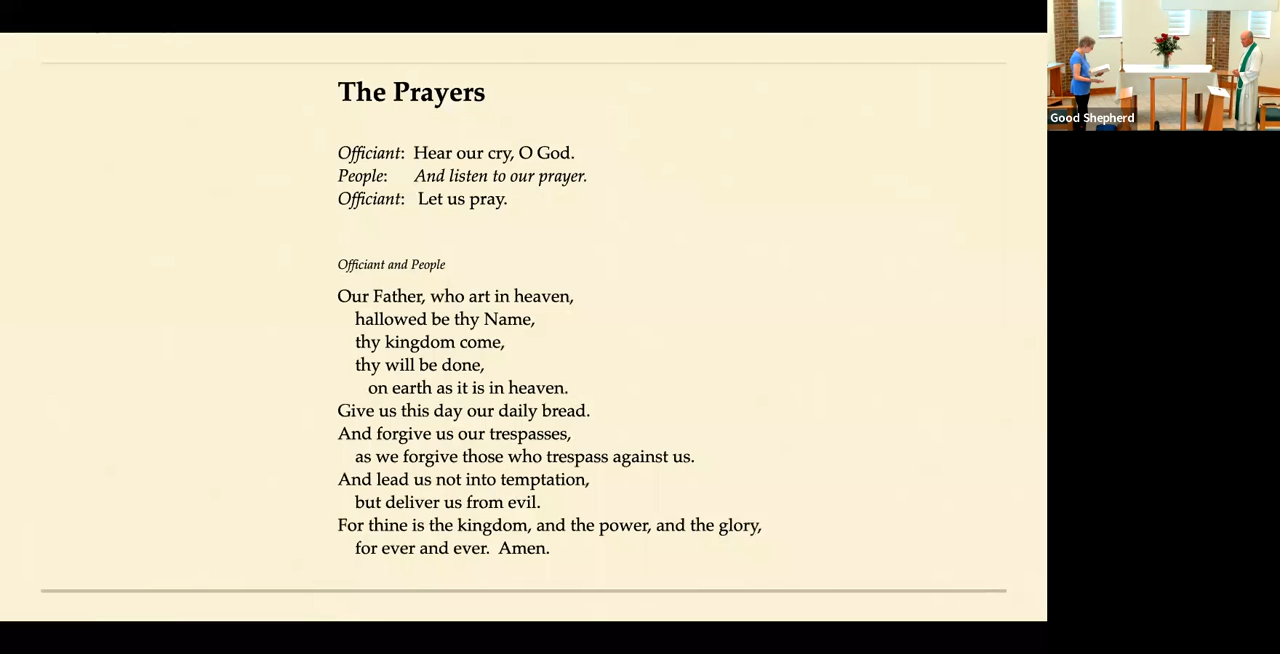 The Prayers
Officiant: Hear our cry, O God.
People: And listen to our prayer.
Officiant: Let us pray.
Officiant and People
Our Father, who art in heaven,
hallowed be thy Name,
thy kingdom come,
thy will be done,
on earth as it is in heaven.
Give us this day our daily bread.
And forgive us our trespasses,
as we forgive those who trespass against us.
And lead us not into temptation,
but deliver us from evil.
For thine is the kingdom, and the power, and the glory,
for ever and ever. Amen.
Good Shepherd